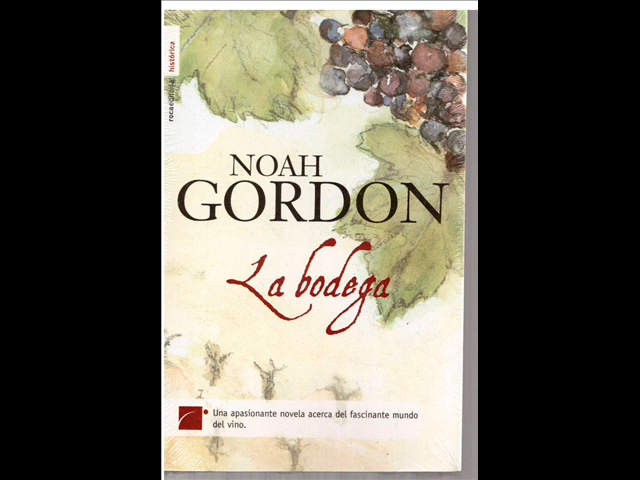 rocaeditorial histórica
NOAH
GORDON
La bodega
Una apasionante novela acerca del fascinante mundo
del vino.